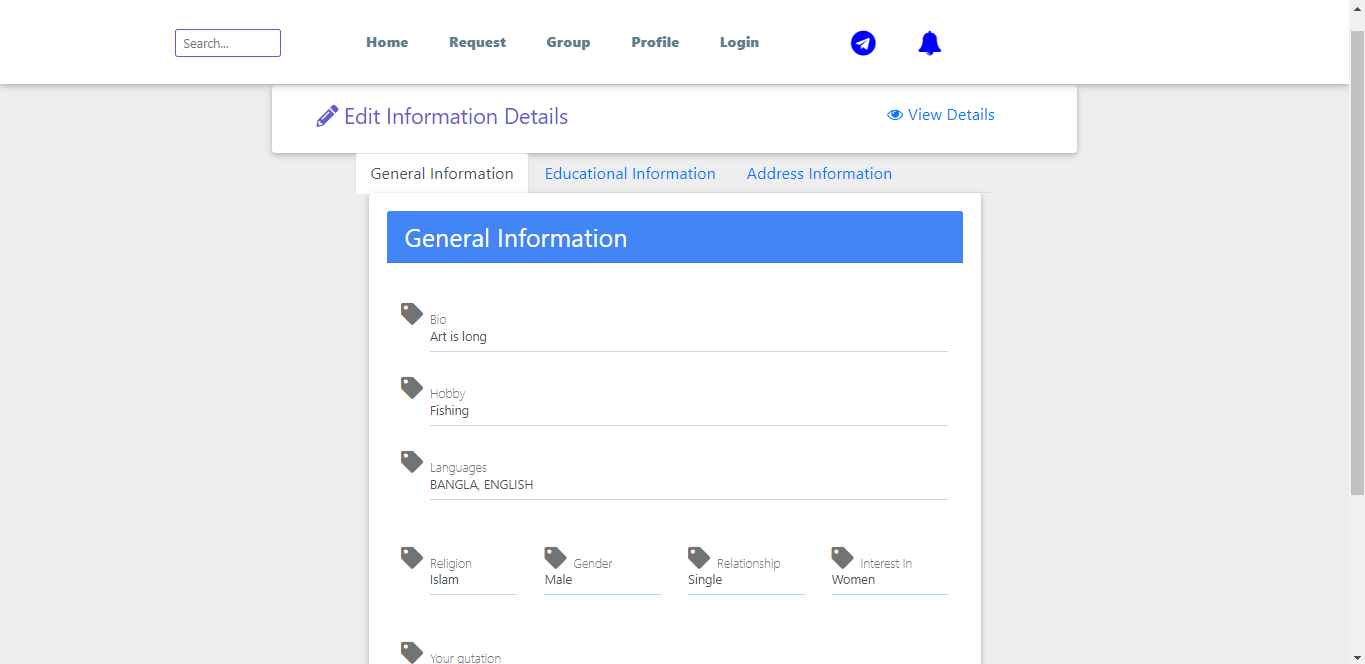 Search... Home Request Group Profile Login
Edit Information Details View Details
General Information Educational Information Address Information
General Information
Bio
Art is long
Hobby
Fishing
Languages
BANGLA, ENGLISH
Religion Gender Relationship Interest In
Islam Male Single Women
Your qutation